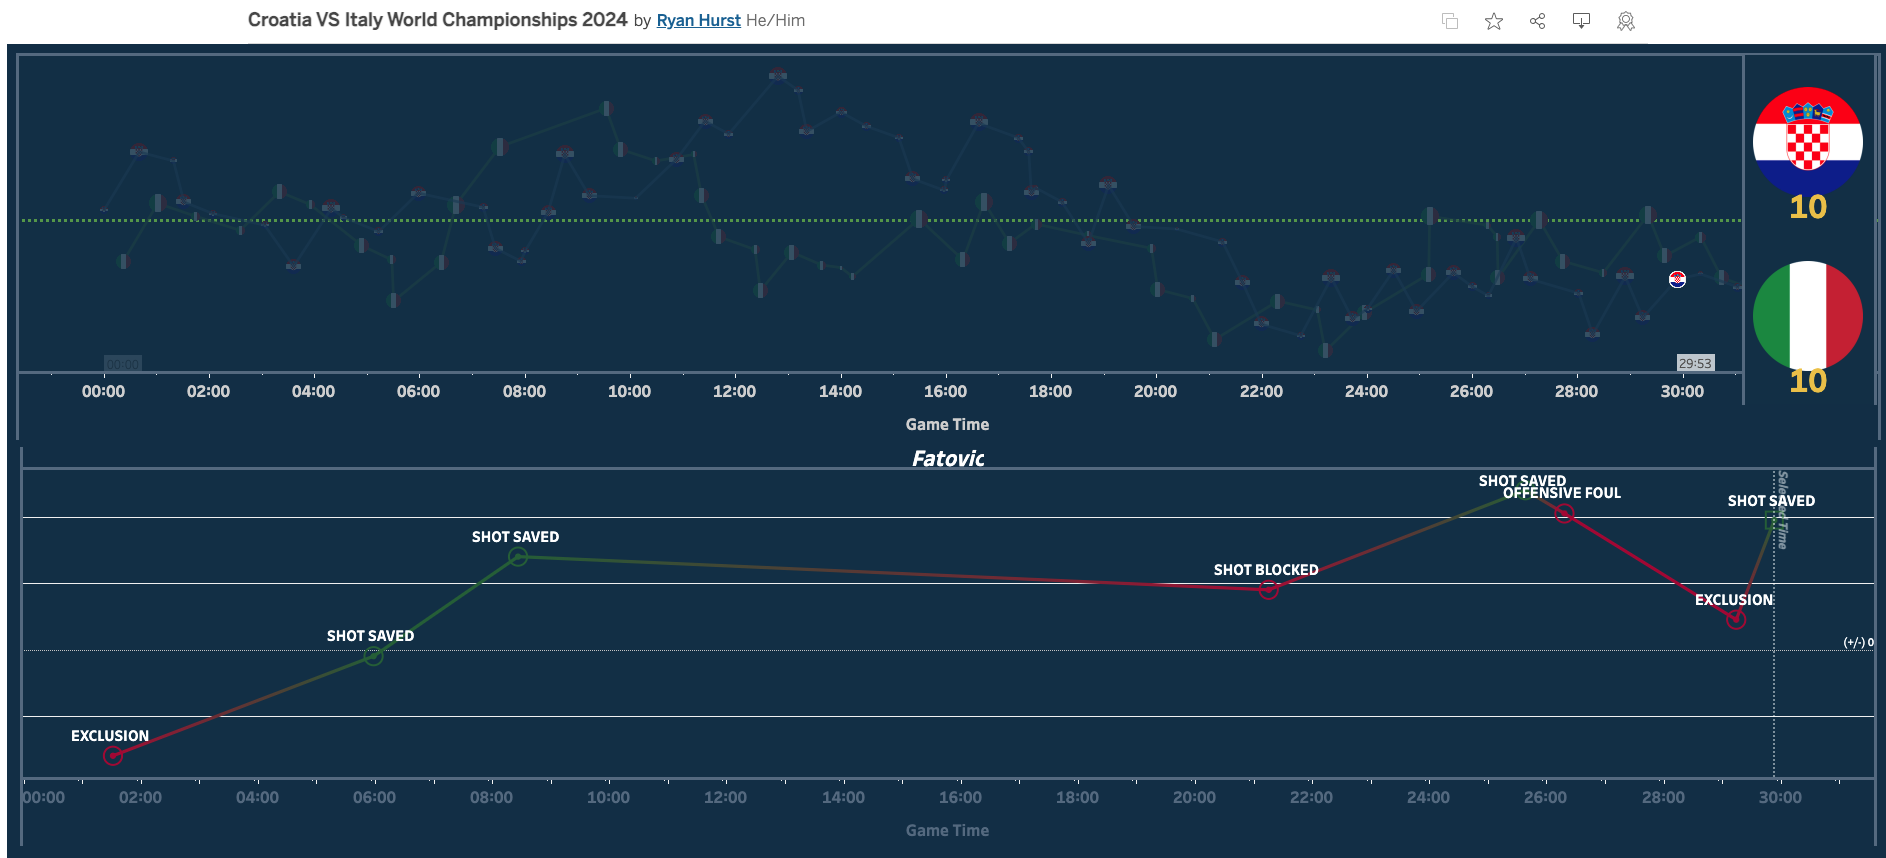 Croatia VS Italy World Championships 2024 by Ryan Hurst He/Him
10
10
00:00
29:53
00:00 02:00 04:00 06:00 08:00 10:00 12:00 14:00 16:00 18:00 20:00 22:00 24:00 26:00 28:00 30:00
Game Time
Fatovic
SHOT SAVED
OFFENSIVE FOUL
SHOT SAVED
Selected Time
SHOT SAVED
SHOT BLOCKED
EXCLUSION
SHOT SAVED
(+/-) 0
EXCLUSION
00:00 02:00 04:00 06:00 08:00 10:00 12:00 14:00 16:00 18:00 20:00 22:00 24:00 26:00 28:00 30:00
Game Time